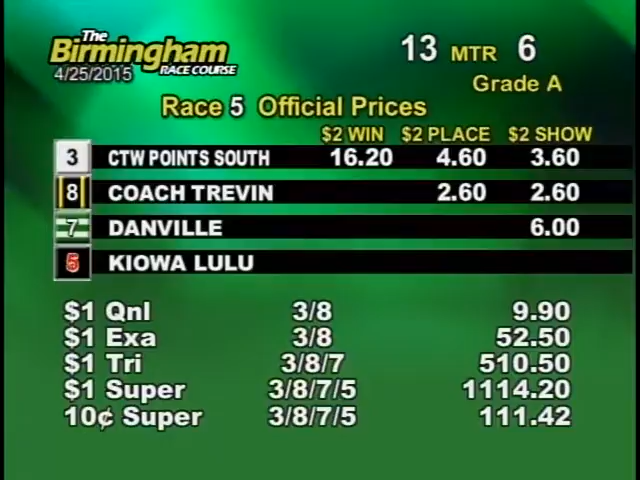 The
Birmingham
RACE COURSE
4/25/2015
13 MTR 6
Grade A
Race 5 Official Prices
$2 WIN $2 PLACE $2 SHOW
3 CTW POINTS SOUTH 16.20 4.60 3.60
8 COACH TREVIN 2.60 2.60
7 DANVILLE 6.00
5 KIOWA LULU
$1 Qnl 3/8 9.90
$1 Exa 3/8 52.50
$1 Tri 3/8/7 510.50
$1 Super 3/8/7/5 1114.20
10¢ Super 3/8/7/5 111.42